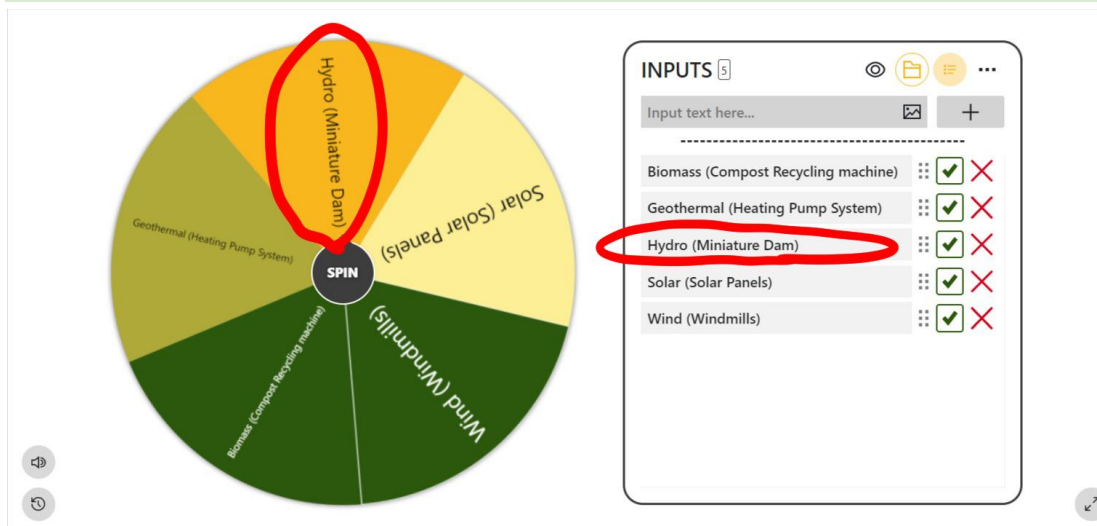 Hydro (Miniature Dam)
Solar (Solar Panels)
Geothermal (Heating Pump System)
SPIN
Biomass (Compost Recycling machine)
Wind (Windmills)
INPUTS 5
Input text here...
Biomass (Compost Recycling machine)
Geothermal (Heating Pump System)
Hydro (Miniature Dam)
Solar (Solar Panels)
Wind (Windmills)